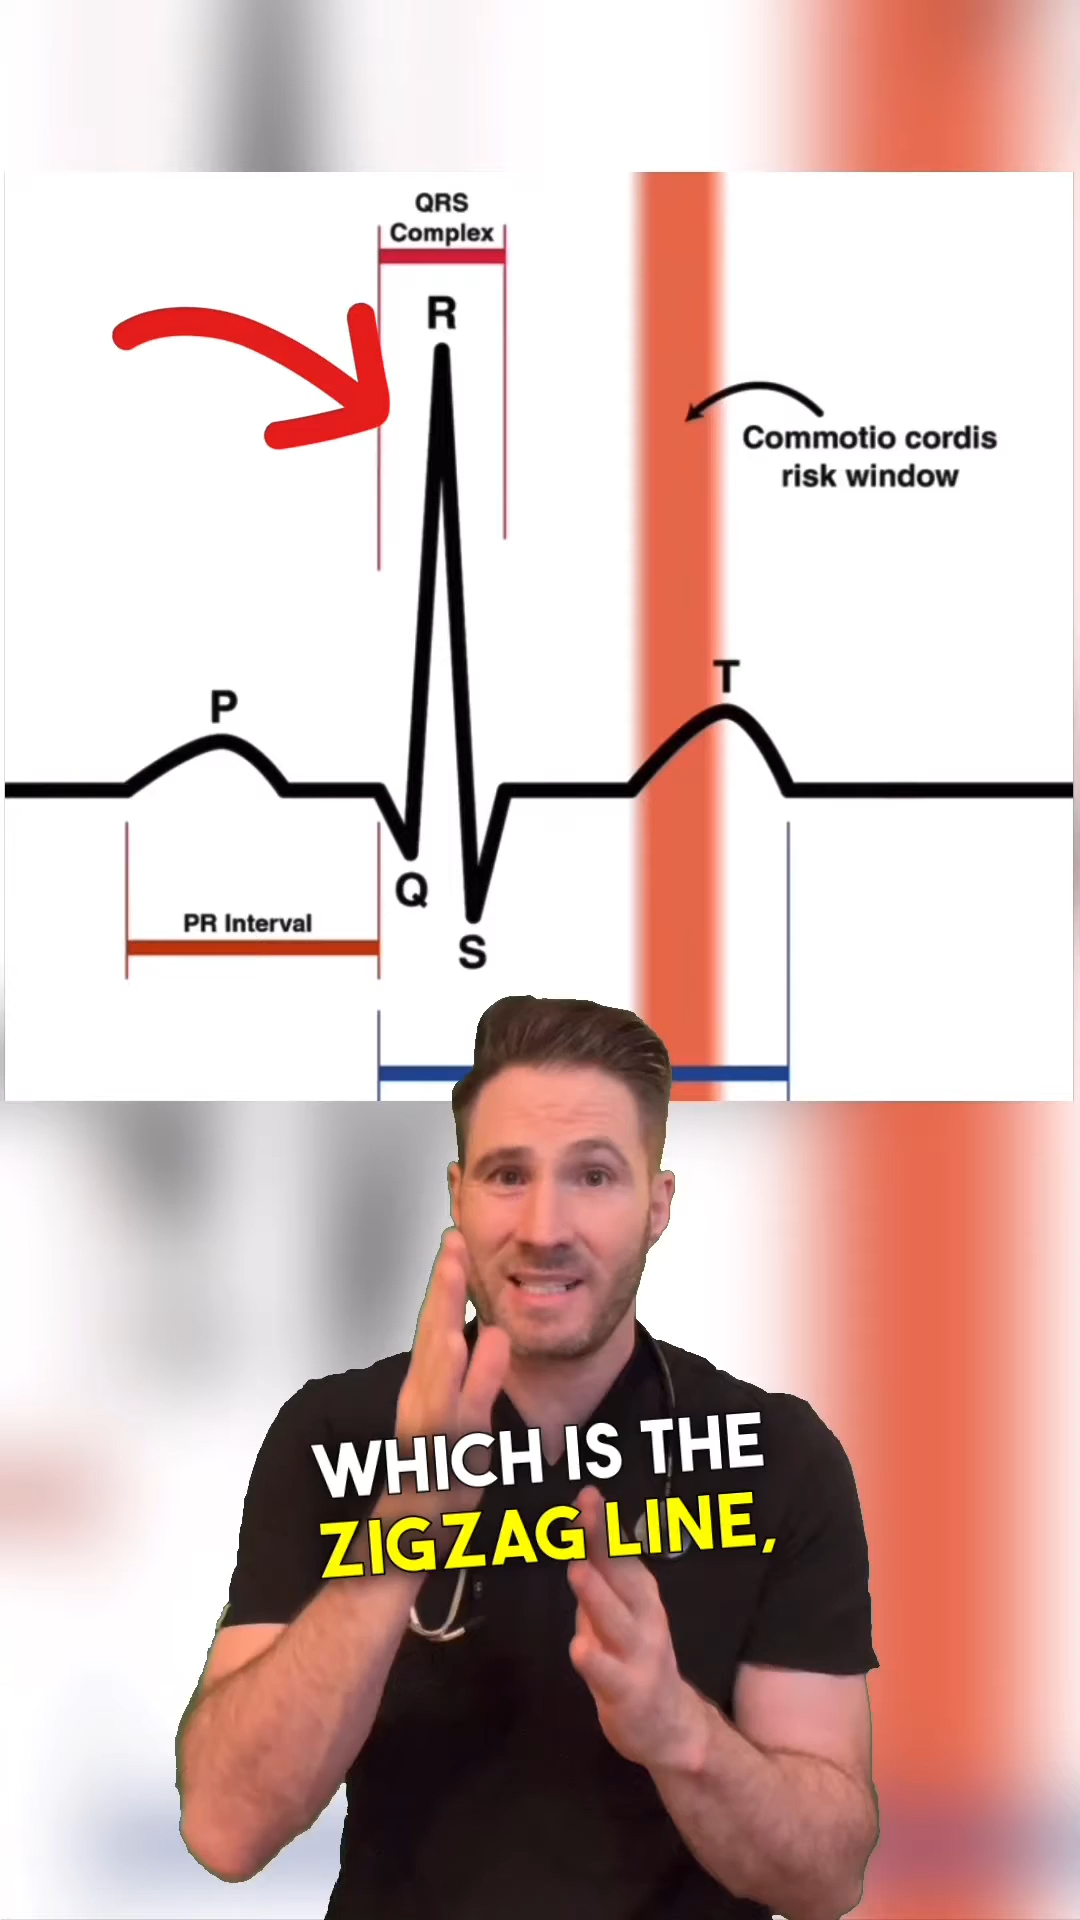 QRS
Complex
R
Commotio cordis
risk window
T
P
Q
PR Interval
S
WHICH IS THE
ZIGZAG LINE,